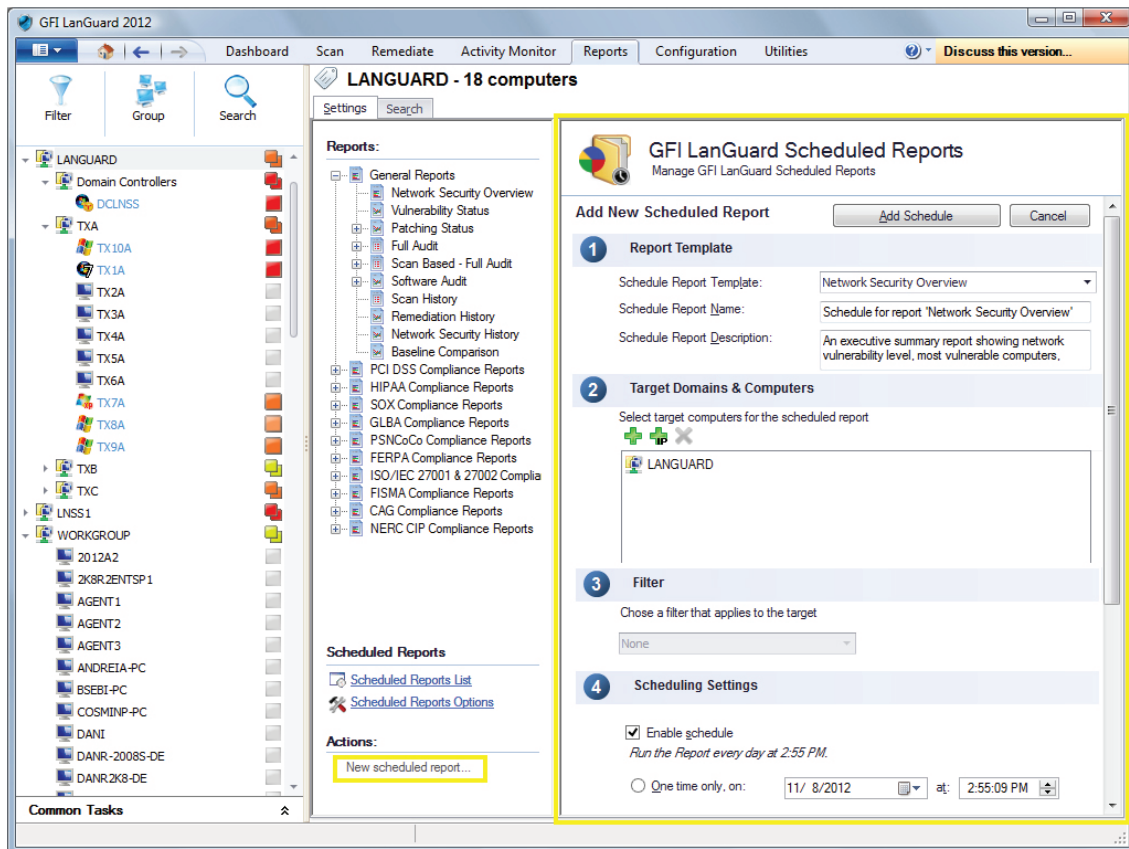 GFI LanGuard 2012
Dashboard Scan Remediate Activity Monitor Reports Configuration Utilities Discuss this version...
Filter Group Search
LANGUARD
Domain Controllers
DCLNSS
TXA
TX10A
TX1A
TX2A
TX3A
TX4A
TX5A
TX6A
TX7A
TX8A
TX9A
TXB
TXC
LNSS1
WORKGROUP
2012A2
2K8R2ENTSP1
AGENT1
AGENT2
AGENT3
ANDREIA-PC
BSEBI-PC
COSMINP-PC
DANI
DANR-2008S-DE
DANR2K8-DE
Common Tasks
LANGUARD - 18 computers
Settings Search
Reports:
General Reports
Network Security Overview
Vulnerability Status
Patching Status
Full Audit
Scan Based - Full Audit
Software Audit
Scan History
Remediation History
Network Security History
Baseline Comparison
PCI DSS Compliance Reports
HIPAA Compliance Reports
SOX Compliance Reports
GLBA Compliance Reports
PSNCoCo Compliance Reports
FERPA Compliance Reports
ISO/IEC 27001 & 27002 Complia
FISMA Compliance Reports
CAG Compliance Reports
NERC CIP Compliance Reports
Scheduled Reports
Scheduled Reports List
Scheduled Reports Options
Actions:
New scheduled report...
GFI LanGuard Scheduled Reports
Manage GFI LanGuard Scheduled Reports
Add New Scheduled Report Add Schedule Cancel
1 Report Template
Schedule Report Template: Network Security Overview
Schedule Report Name: Schedule for report 'Network Security Overview'
Schedule Report Description: An executive summary report showing network
vulnerability level, most vulnerable computers,
2 Target Domains & Computers
Select target computers for the scheduled report
IP
LANGUARD
3 Filter
Chose a filter that applies to the target
None
4 Scheduling Settings
Enable schedule
Run the Report every day at 2:55 PM.
One time only, on: 11/ 8/2012 at: 2:55:09 PM